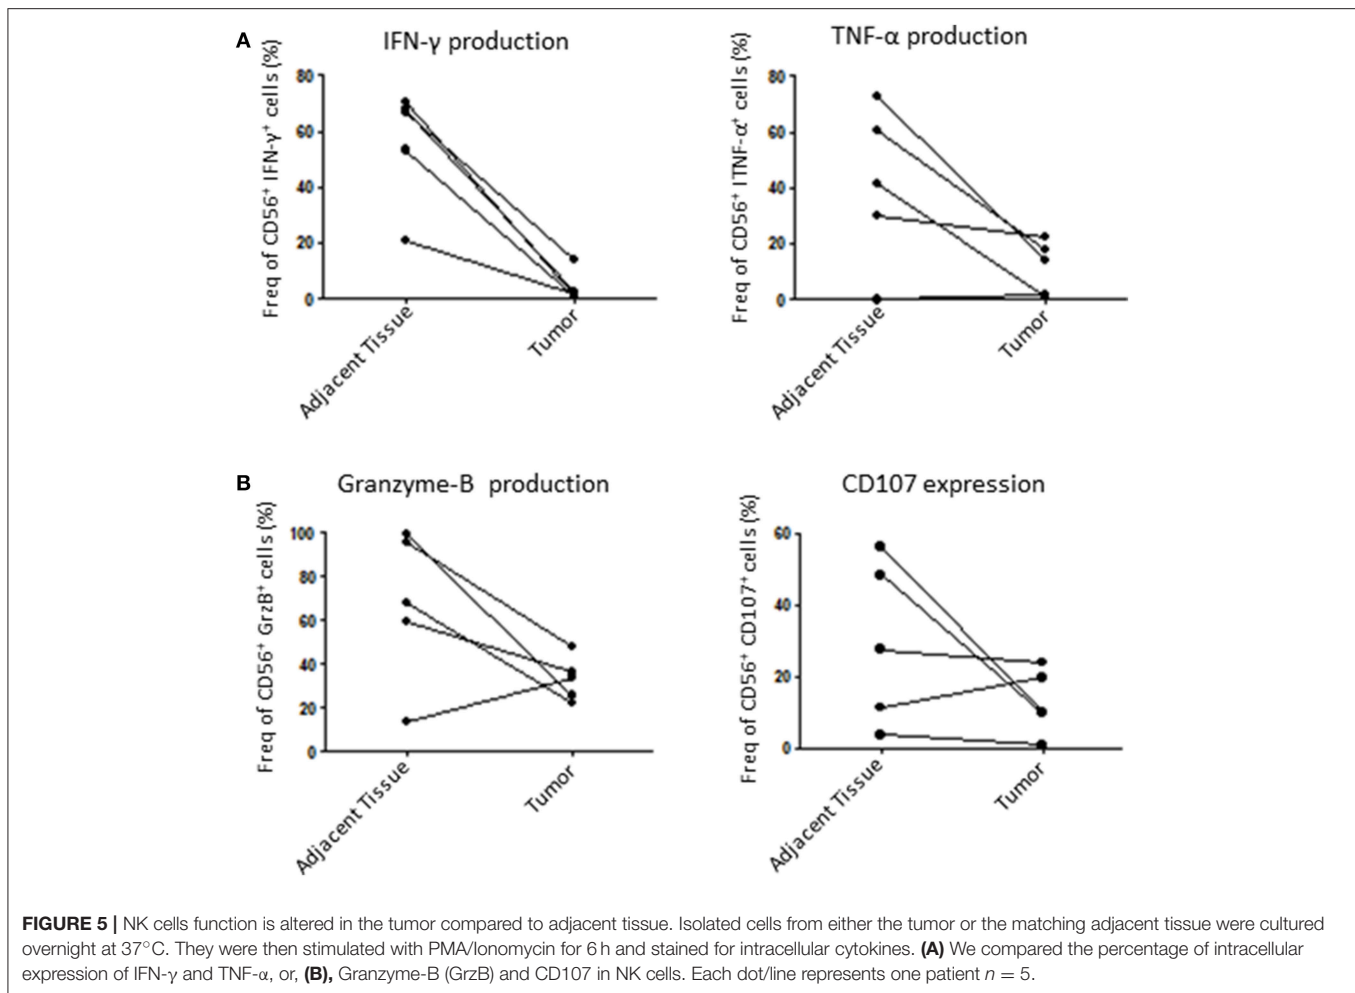 A
IFN-γ production
Freq of CD56⁺ IFN-γ⁺ cells (%)
80
60
40
20
0
Adjacent Tissue
Tumor
TNF-α production
Freq of CD56⁺ ITNF-α⁺ cells (%)
80
60
40
20
0
Adjacent Tissue
Tumor
B
Granzyme-B production
Freq of CD56⁺ GrzB⁺ cells (%)
100
80
60
40
20
0
Adjacent Tissue
Tumor
CD107 expression
Freq of CD56⁺ CD107⁺ cells (%)
60
40
20
0
Adjacent Tissue
Tumor
FIGURE 5 | NK cells function is altered in the tumor compared to adjacent tissue. Isolated cells from either the tumor or the matching adjacent tissue were cultured
overnight at 37°C. They were then stimulated with PMA/Ionomycin for 6 h and stained for intracellular cytokines. (A) We compared the percentage of intracellular
expression of IFN-γ and TNF-α, or, (B), Granzyme-B (GrzB) and CD107 in NK cells. Each dot/line represents one patient n = 5.